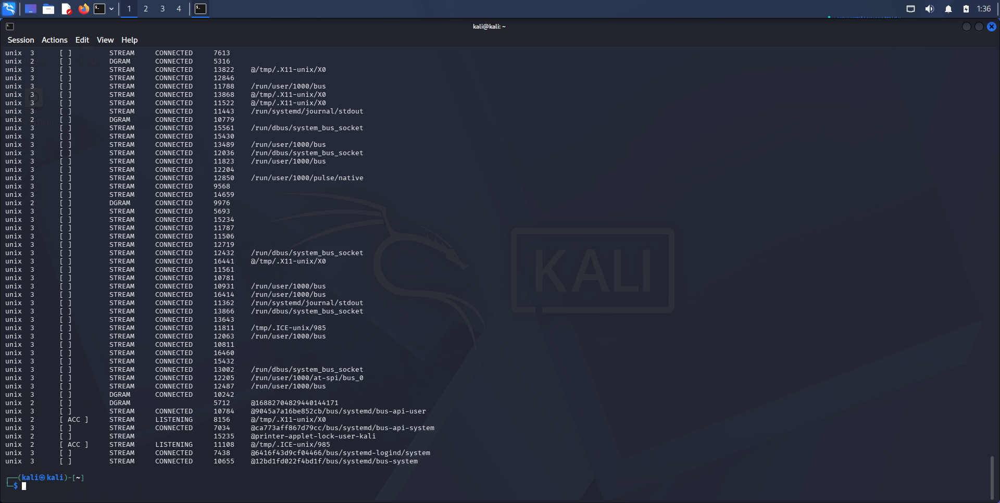 1 2 3 4 1:36
kali@kali: ~
Session Actions Edit View Help
unix 3 [ ] STREAM CONNECTED 7613
unix 2 [ ] DGRAM CONNECTED 5316
unix 3 [ ] STREAM CONNECTED 13822 @/tmp/.X11-unix/X0
unix 3 [ ] STREAM CONNECTED 12846
unix 3 [ ] STREAM CONNECTED 11788 /run/user/1000/bus
unix 3 [ ] STREAM CONNECTED 13868 @/tmp/.X11-unix/X0
unix 3 [ ] STREAM CONNECTED 11522 @/tmp/.X11-unix/X0
unix 3 [ ] STREAM CONNECTED 11443 /run/systemd/journal/stdout
unix 2 [ ] DGRAM CONNECTED 10779
unix 3 [ ] STREAM CONNECTED 15561 /run/dbus/system_bus_socket
unix 3 [ ] STREAM CONNECTED 15430
unix 3 [ ] STREAM CONNECTED 13489 /run/user/1000/bus
unix 3 [ ] STREAM CONNECTED 12036 /run/dbus/system_bus_socket
unix 3 [ ] STREAM CONNECTED 11823 /run/user/1000/bus
unix 3 [ ] STREAM CONNECTED 12204
unix 3 [ ] STREAM CONNECTED 12850 /run/user/1000/pulse/native
unix 3 [ ] STREAM CONNECTED 9568
unix 3 [ ] STREAM CONNECTED 14659
unix 2 [ ] DGRAM CONNECTED 9976
unix 3 [ ] STREAM CONNECTED 5693
unix 3 [ ] STREAM CONNECTED 15234
unix 3 [ ] STREAM CONNECTED 11787
unix 3 [ ] STREAM CONNECTED 11506
unix 3 [ ] STREAM CONNECTED 12719
unix 3 [ ] STREAM CONNECTED 12432 /run/dbus/system_bus_socket
unix 3 [ ] STREAM CONNECTED 16441 @/tmp/.X11-unix/X0
unix 3 [ ] STREAM CONNECTED 11561
unix 3 [ ] STREAM CONNECTED 10781
unix 3 [ ] STREAM CONNECTED 10931 /run/user/1000/bus
unix 3 [ ] STREAM CONNECTED 16414 /run/user/1000/bus
unix 3 [ ] STREAM CONNECTED 11362 /run/systemd/journal/stdout
unix 3 [ ] STREAM CONNECTED 13866 /run/dbus/system_bus_socket
unix 3 [ ] STREAM CONNECTED 13643
unix 3 [ ] STREAM CONNECTED 11811 /tmp/.ICE-unix/985
unix 3 [ ] STREAM CONNECTED 12063 /run/user/1000/bus
unix 3 [ ] STREAM CONNECTED 10811
unix 3 [ ] STREAM CONNECTED 16460
unix 3 [ ] STREAM CONNECTED 15432
unix 3 [ ] STREAM CONNECTED 13002 /run/dbus/system_bus_socket
unix 3 [ ] STREAM CONNECTED 12205 /run/user/1000/at-spi/bus_0
unix 3 [ ] STREAM CONNECTED 12487 /run/user/1000/bus
unix 3 [ ] DGRAM CONNECTED 10242
unix 2 [ ] DGRAM 5712 @16882704829440144171
unix 3 [ ] STREAM CONNECTED 10784 @9045a7a16be852cb/bus/systemd/bus-api-user
unix 2 [ ACC ] STREAM LISTENING 8156 @/tmp/.X11-unix/X0
unix 3 [ ] STREAM CONNECTED 7034 @ca773aff867d79cc/bus/systemd/bus-api-system
unix 2 [ ] STREAM 15235 @printer-applet-lock-user-kali
unix 2 [ ACC ] STREAM LISTENING 11108 @/tmp/.ICE-unix/985
unix 3 [ ] STREAM CONNECTED 7438 @6416f43d9cf04466/bus/systemd-logind/system
unix 3 [ ] STREAM CONNECTED 10655 @12bd1fd022f4bd1f/bus/systemd/bus-system
┌──(kali㉿kali)-[~]
└─$
KALI
Trash